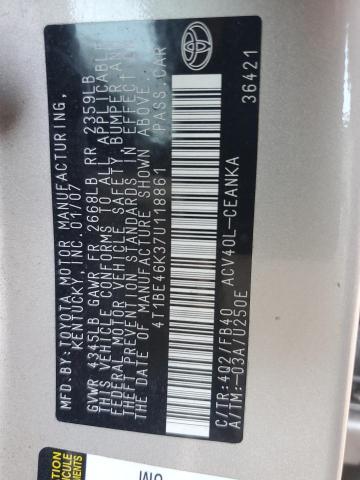 MFD.BY:TOYOTA MOTOR MANUFACTURING,
KENTUCKY, INC. 01/07
GVWR 4345LB GAWR FR 2668LB RR 2359LB
THIS VEHICLE CONFORMS TO ALL APPLICABLE
FEDERAL MOTOR VEHICLE SAFETY, BUMPER, AND
THEFT PREVENTION STANDARDS IN EFFECT ON
THE DATE OF MANUFACTURE SHOWN ABOVE.
4T1BE46K37U118861 PASS.CAR
C/TR:4Q2/FB40 ACV40L-CEANKA
A/TM:-03A/U250E 36421